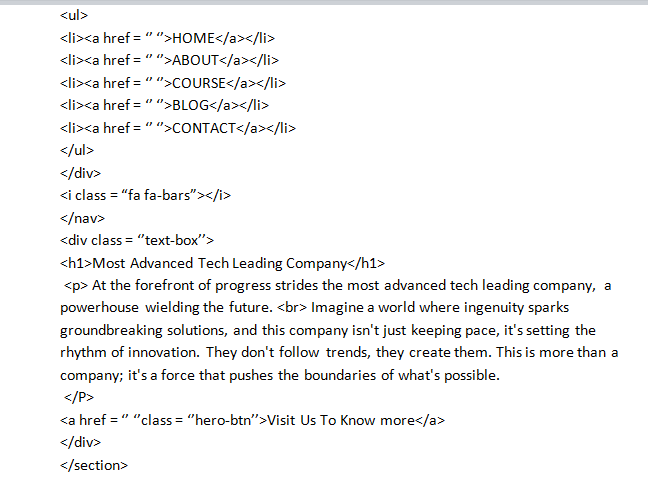 <ul>
<li><a href = “ “>HOME</a></li>
<li><a href = “ “>ABOUT</a></li>
<li><a href = “ “>COURSE</a></li>
<li><a href = “ “>BLOG</a></li>
<li><a href = “ “>CONTACT</a></li>
</ul>
</div>
<i class = “fa fa-bars”></i>
</nav>
<div class = “text-box”>
<h1>Most Advanced Tech Leading Company</h1>
<p> At the forefront of progress strides the most advanced tech leading company, a
powerhouse wielding the future. <br> Imagine a world where ingenuity sparks
groundbreaking solutions, and this company isn't just keeping pace, it's setting the
rhythm of innovation. They don't follow trends, they create them. This is more than a
company; it's a force that pushes the boundaries of what's possible.
</P>
<a href = “ “class = “hero-btn”>Visit Us To Know more</a>
</div>
</section>